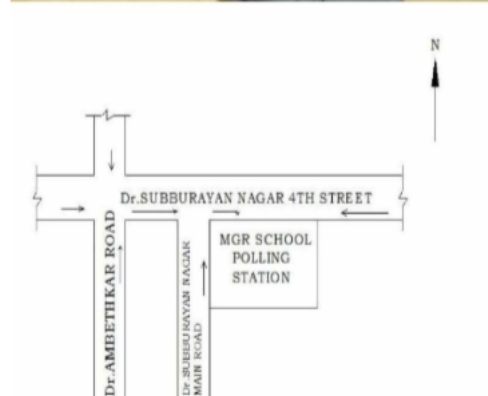 N
Dr.SUBBURAYAN NAGAR 4TH STREET
MGR SCHOOL
POLLING
STATION
Dr.AMBETHKAR ROAD
Dr.SUBBURAYAN NAGAR
MAIN ROAD